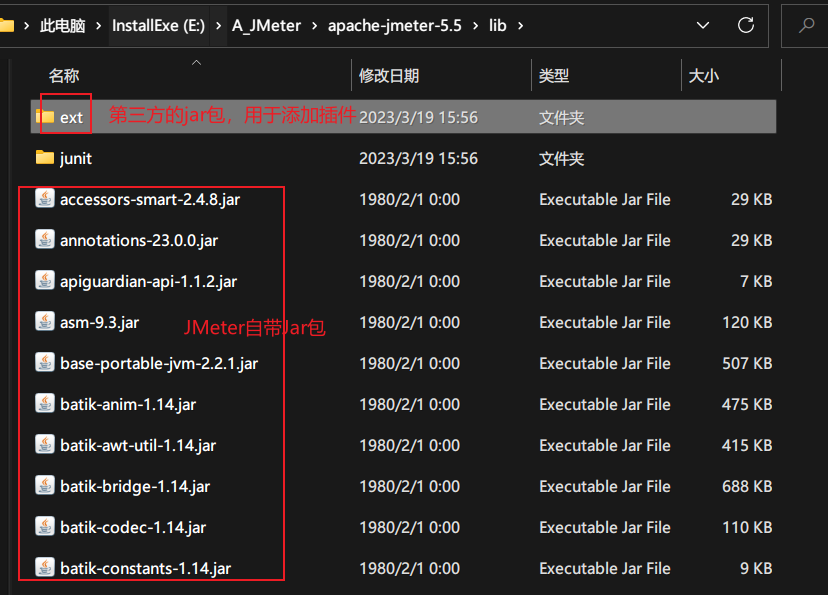 此电脑 InstallExe (E:) A_JMeter apache-jmeter-5.5 lib
名称 修改日期 类型 大小
ext 第三方的jar包，用于添加插件 2023/3/19 15:56 文件夹
junit 2023/3/19 15:56 文件夹
accessors-smart-2.4.8.jar 1980/2/1 0:00 Executable Jar File 29 KB
annotations-23.0.0.jar 1980/2/1 0:00 Executable Jar File 29 KB
apiguardian-api-1.1.2.jar 1980/2/1 0:00 Executable Jar File 7 KB
asm-9.3.jar JMeter自带Jar包 1980/2/1 0:00 Executable Jar File 120 KB
base-portable-jvm-2.2.1.jar 1980/2/1 0:00 Executable Jar File 507 KB
batik-anim-1.14.jar 1980/2/1 0:00 Executable Jar File 475 KB
batik-awt-util-1.14.jar 1980/2/1 0:00 Executable Jar File 415 KB
batik-bridge-1.14.jar 1980/2/1 0:00 Executable Jar File 688 KB
batik-codec-1.14.jar 1980/2/1 0:00 Executable Jar File 110 KB
batik-constants-1.14.jar 1980/2/1 0:00 Executable Jar File 9 KB